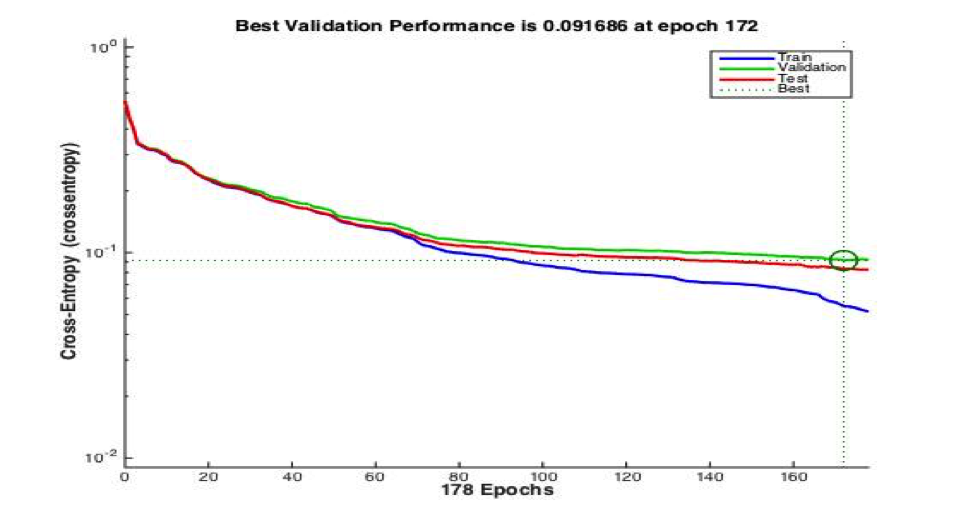 Best Validation Performance is 0.091686 at epoch 172
Cross-Entropy (crossentropy)
10⁰
10⁻¹
10⁻²
Train
Validation
Test
Best
0 20 40 60 80 100 120 140 160
178 Epochs